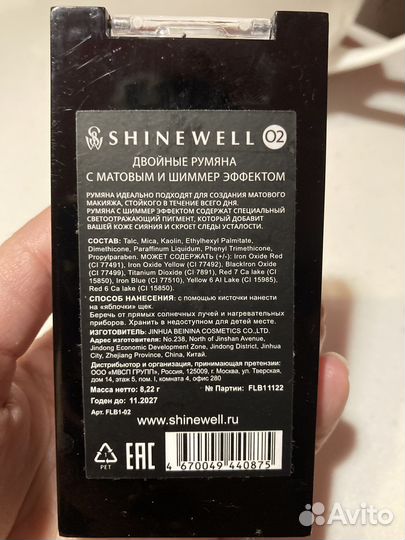 SHINEWELL 02
ДВОЙНЫЕ РУМЯНА
С МАТОВЫМ И ШИММЕР ЭФФЕКТОМ
РУМЯНА ИДЕАЛЬНО ПОДХОДЯТ ДЛЯ СОЗДАНИЯ МАТОВОГО
МАКИЯЖА, СТОЙКОГО В ТЕЧЕНИЕ ВСЕГО ДНЯ.
РУМЯНА С ШИММЕР ЭФФЕКТОМ СОДЕРЖАТ СПЕЦИАЛЬНЫЙ
СВЕТООТРАЖАЮЩИЙ ПИГМЕНТ, КОТОРЫЙ ДОБАВИТ
ВАШЕЙ КОЖЕ СИЯНИЯ И СКРОЕТ СЛЕДЫ УСТАЛОСТИ.
СОСТАВ: Talc, Mica, Kaolin, Ethylhexyl Palmitate,
Dimethicone, Paraffinum Liquidum, Phenyl Trimethicone,
Propylparaben. МОЖЕТ СОДЕРЖАТЬ (+/-): Iron Oxide Red
(CI 77491), Iron Oxide Yellow (CI 77492), BlackIron Oxide
(CI 77499), Titanium Dioxide (CI 7891), Red 7 Ca lake (CI
15850), Iron Blue (CI 77510), Yellow 6 Al Lake (CI 15985),
Red 6 Ca lake (CI 15850).
СПОСОБ НАНЕСЕНИЯ: с помощью кисточки нанести
на «яблочки» щек.
Беречь от прямых солнечных лучей и нагревательных
приборов. Хранить в недоступном для детей месте.
ИЗГОТОВИТЕЛЬ: JINHUA BEININA COSMETICS CO.,LTD.
Адрес изготовителя: No.238, North of Jinshan Avenue,
Jindong Economic Development Zone, Jindong District, Jinhua
City, Zhejiang Province, China, Китай.
Дистрибьютор и организация, принимающая претензии:
ООО «МВСП ГРУПП», Россия, 125009, г. Москва, ул. Тверская,
дом 14, этаж 5, пом. I, комната 4, офис 280
Масса нетто: 8,22 г № Партии: FLB11122
Годен до: 11.2027
Арт. FLB1-02
www.shinewell.ru
1
PET
EAC
4 670049 440875
Avito